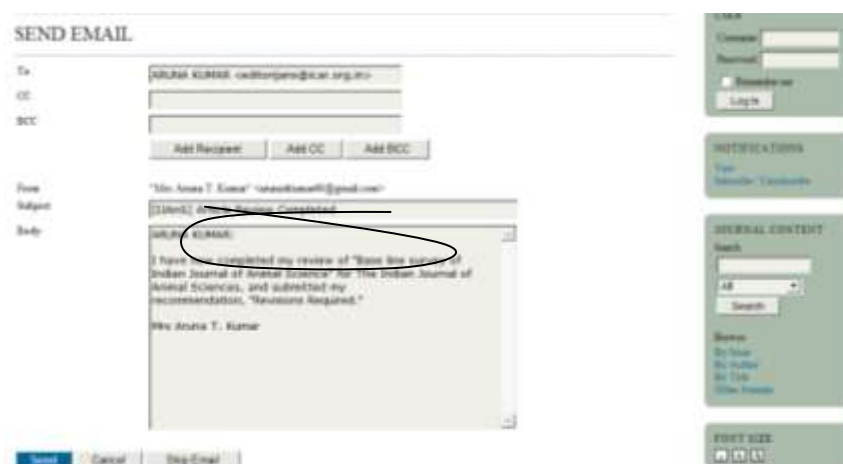 SEND EMAIL
To
ARUNA KUMAR <editorijans@icar.org.in>
CC
BCC
Add Recipient Add CC Add BCC
From
"Mrs Aruna T. Kumar"
Subject
Article Review Completed
Body
ARUNA KUMAR:
I have now completed my review of "Base line survey of
Indian Journal of Animal Science" for The Indian Journal of
Animal Sciences, and submitted my
recommendation, "Revisions Required."
Mrs Aruna T. Kumar
Send Cancel Skip Email
USER
Username
Password
Remember me
Log In
NOTIFICATIONS
View
Subscribe / Unsubscribe
JOURNAL CONTENT
Search
All
Search
Browse
By Issue
By Author
By Title
Other Journals
FONT SIZE